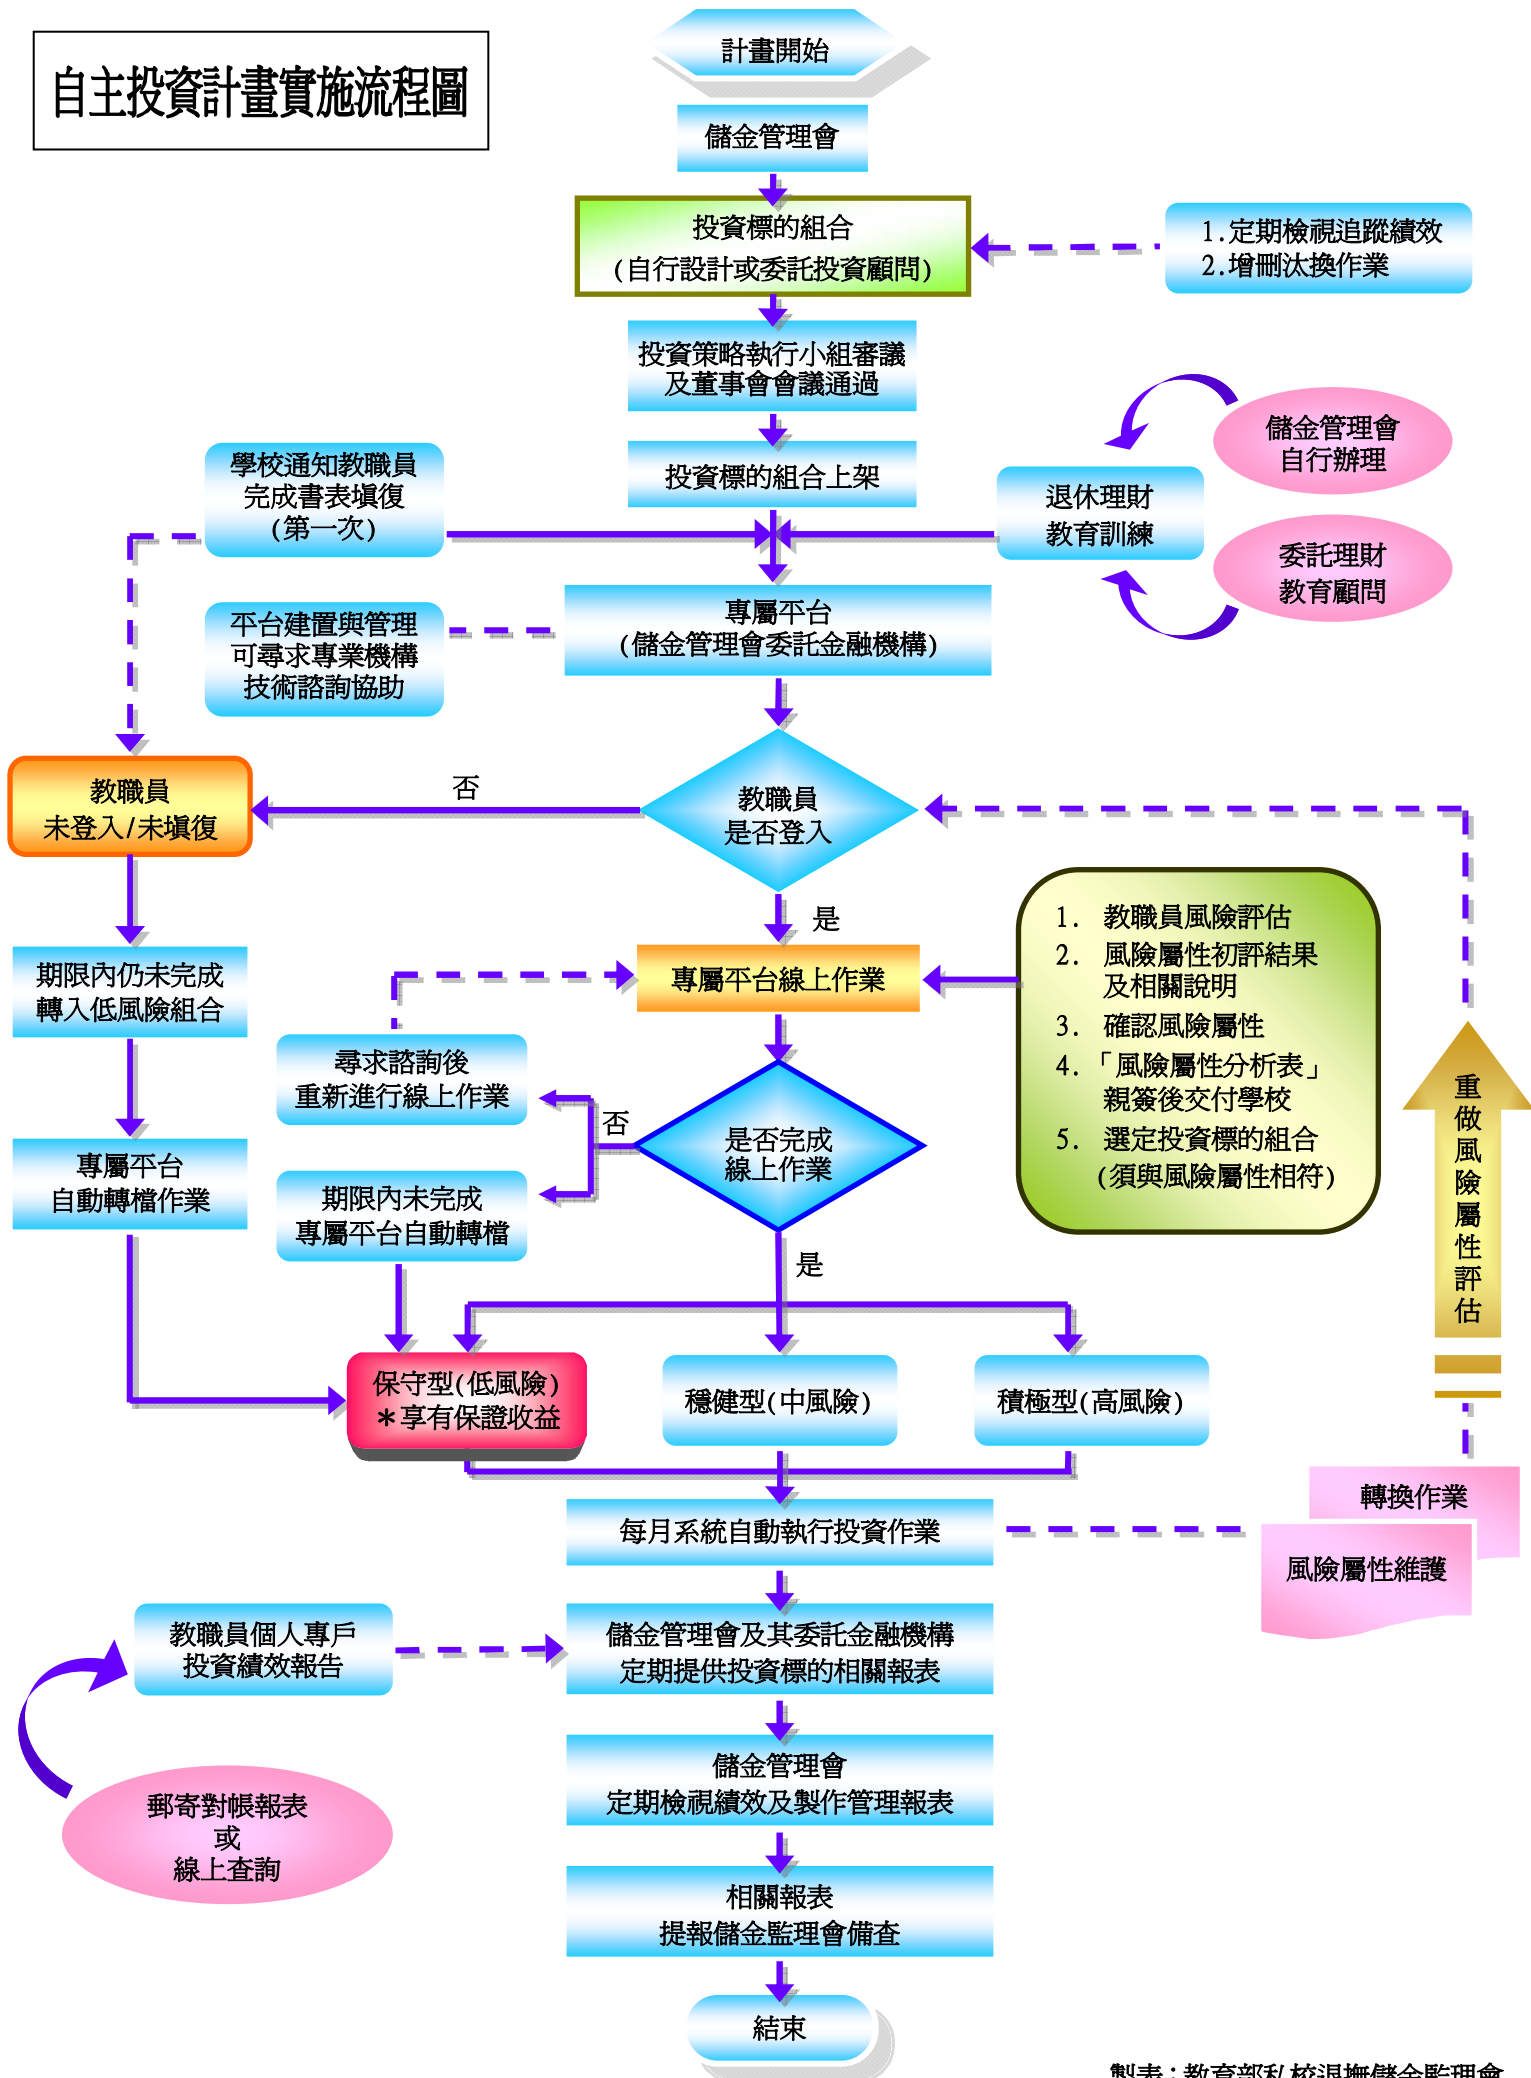 自主投資計畫實施流程圖
計畫開始
儲金管理會
投資標的組合
(自行設計或委託投資顧問)
1.定期檢視追蹤績效
2.增刪汰換作業
投資策略執行小組審議
及董事會會議通過
投資標的組合上架
學校通知教職員
完成書表填復
(第一次)
退休理財
教育訓練
儲金管理會
自行辦理
委託理財
教育顧問
平台建置與管理
可尋求專業機構
技術諮詢協助
專屬平台
(儲金管理會委託金融機構)
教職員
是否登入
否
教職員
未登入/未填復
是
專屬平台線上作業
1. 教職員風險評估
2. 風險屬性初評結果
及相關說明
3. 確認風險屬性
4.「風險屬性分析表」
親簽後交付學校
5. 選定投資標的組合
(須與風險屬性相符)
重做風險屬性評估
期限內仍未完成
轉入低風險組合
尋求諮詢後
重新進行線上作業
否
是否完成
線上作業
專屬平台
自動轉檔作業
期限內未完成
專屬平台自動轉檔
是
保守型(低風險)
＊享有保證收益
穩健型(中風險)
積極型(高風險)
轉換作業
風險屬性維護
每月系統自動執行投資作業
教職員個人專戶
投資績效報告
儲金管理會及其委託金融機構
定期提供投資標的相關報表
儲金管理會
定期檢視績效及製作管理報表
郵寄對帳報表
或
線上查詢
相關報表
提報儲金監理會備查
結束
製表：教育部私校退撫儲金監理會